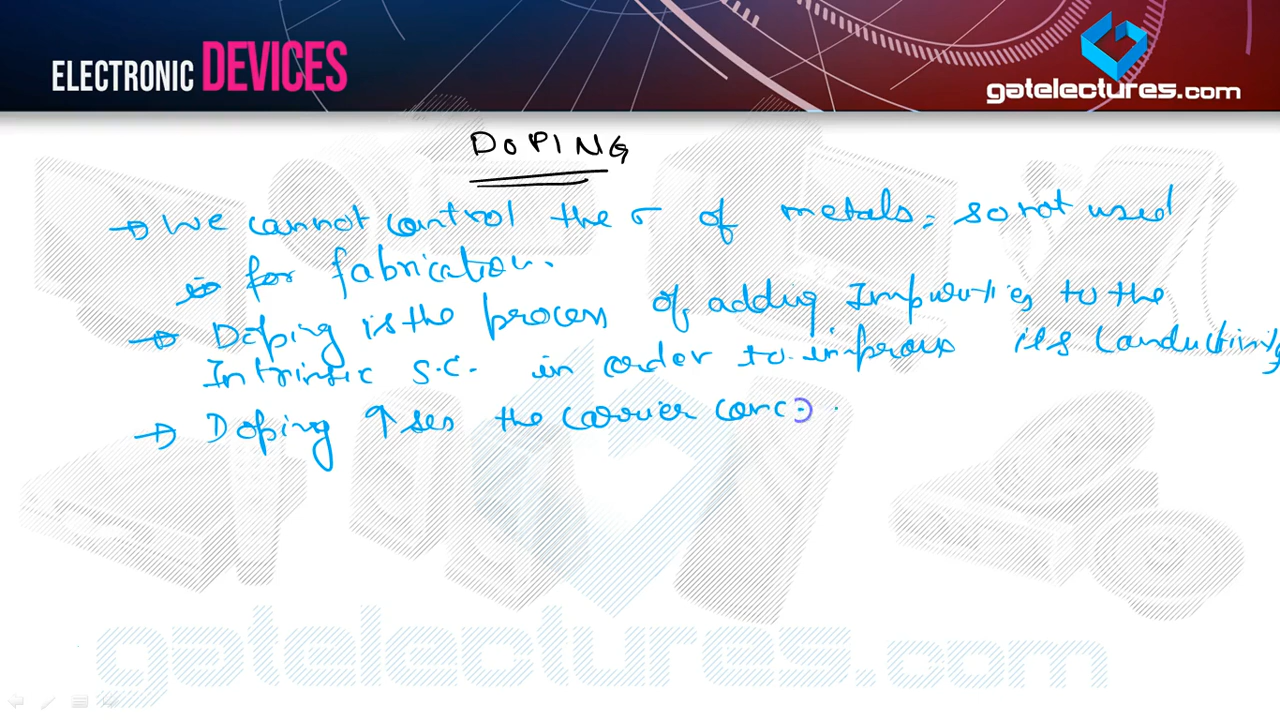 ELECTRONIC DEVICES
gatelectures.com
DOPING
→ We cannot control the σ of metals, so not used
for fabrication.
→ Doping is the process of adding Impurities to the
Intrinsic S.C. in order to improve its Conductivity
→ Doping ↑ses the carrier conc.
gatelectures.com